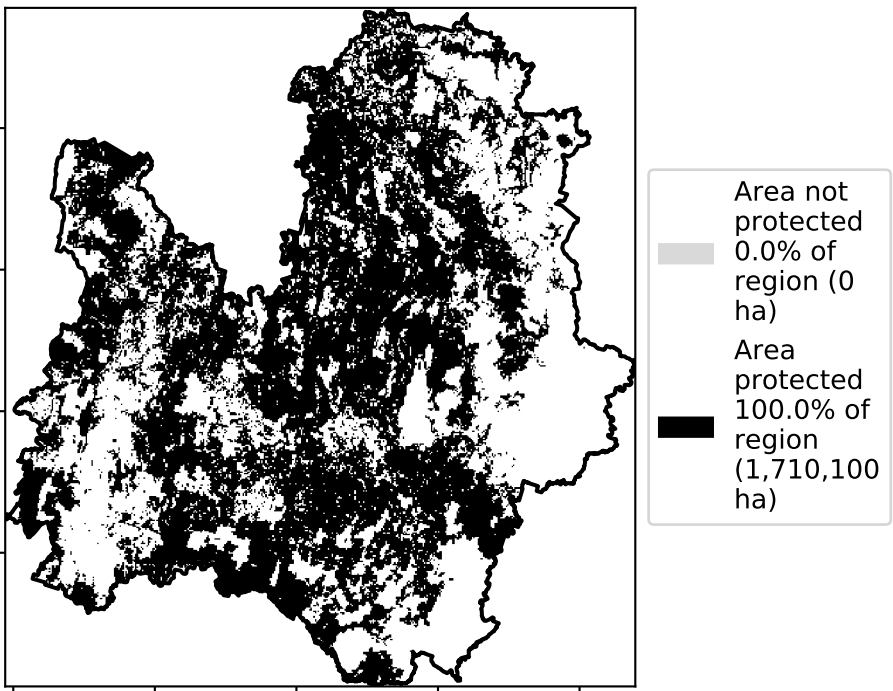 Area not
protected
0.0% of
region (0
ha)
Area
protected
100.0% of
region
(1,710,100
ha)